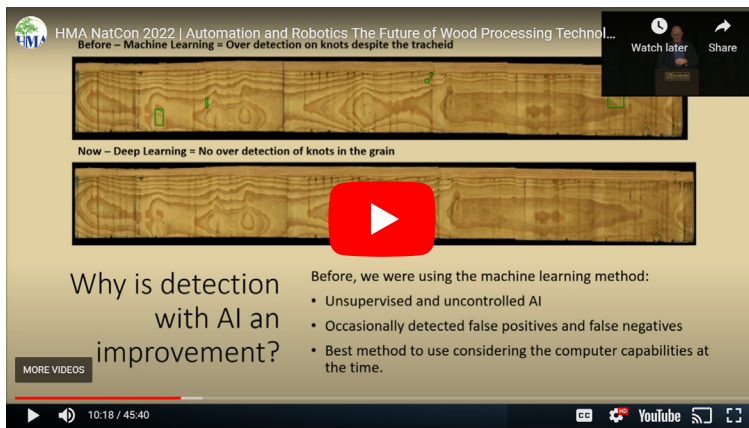 HMA
HMA NatCon 2022 | Automation and Robotics The Future of Wood Processing Technol...
Watch later
Share
Before – Machine Learning = Over detection on knots despite the tracheid
Now – Deep Learning = No over detection of knots in the grain
Why is detection
with AI an
improvement?
Before, we were using the machine learning method:
• Unsupervised and uncontrolled AI
• Occasionally detected false positives and false negatives
• Best method to use considering the computer capabilities at
the time.
MORE VIDEOS
10:18 / 45:40
CC
HD
YouTube